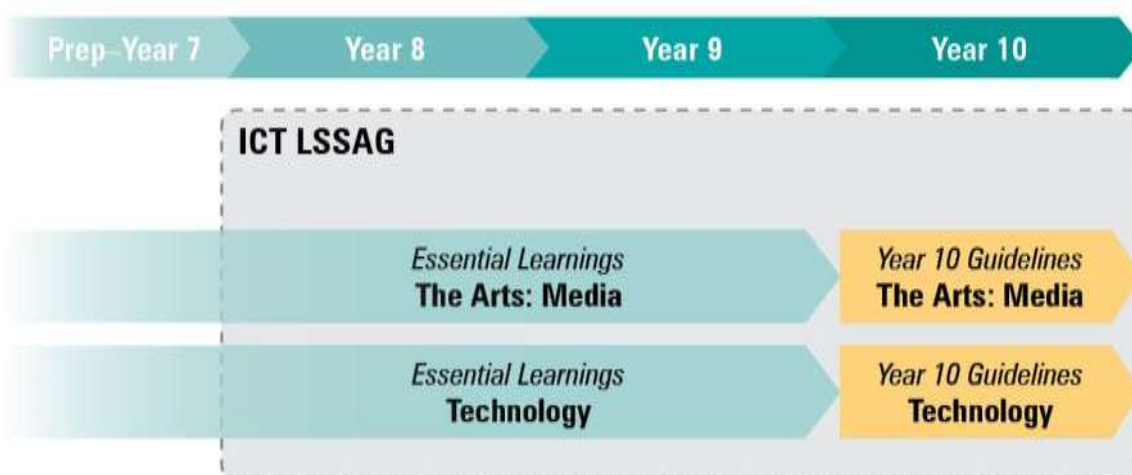 Prep–Year 7
Year 8
Year 9
Year 10
ICT LSSAG
Essential Learnings
The Arts: Media
Year 10 Guidelines
The Arts: Media
Essential Learnings
Technology
Year 10 Guidelines
Technology